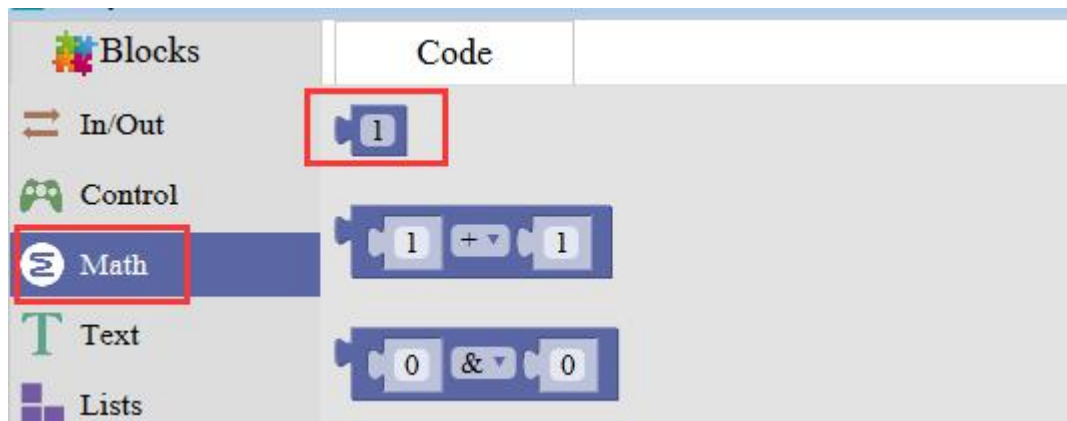 Blocks
Code
In/Out
1
Control
1 + 1
Math
Text
0 & 0
Lists